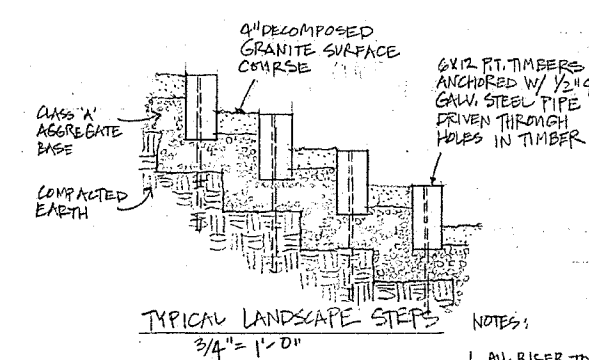 4" DECOMPOSED
GRANITE SURFACE
COURSE
6X12 P.T. TIMBERS
ANCHORED W/ 1/2"
GALV. STEEL PIPE
DRIVEN THROUGH
HOLES IN TIMBER
CLASS 'A'
AGGREGATE
BASE
COMPACTED
EARTH
TYPICAL LANDSCAPE STEPS
3/4" = 1'-0"
NOTES:
1. ALL RISER